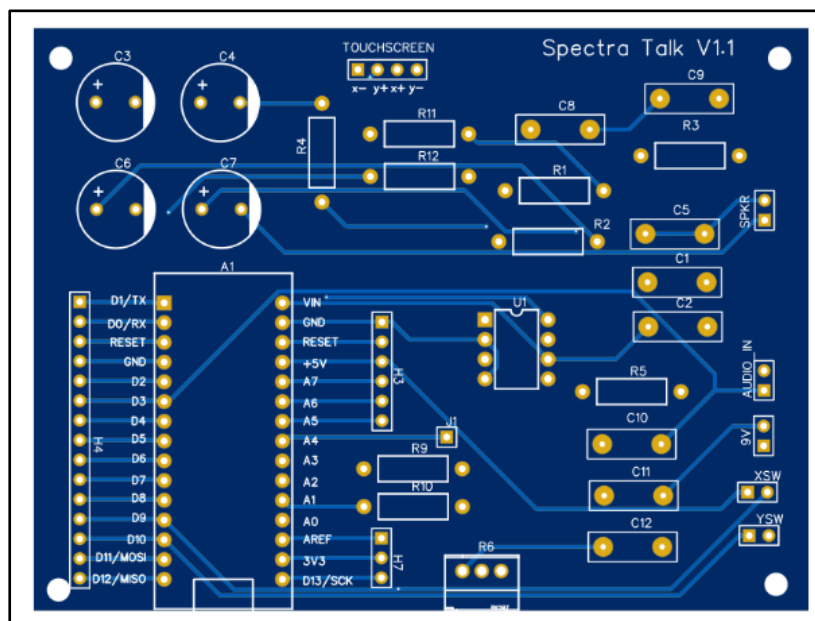 TOUCHSCREEN
Spectra Talk V1.1
x- y+ x+ y-
C3
C4
C9
C8
R11
R3
R4
R12
R1
C6
C7
SPKR
C5
R2
A1
C1
D1/TX
VIN
U1
C2
D0/RX
GND
RESET
RESET
GND
+5V
D2
A7
H3
AUDIO_IN
D3
A6
R5
D4
A5
J1
C10
H4
D5
A4
9V
D6
A3
R9
D7
A2
C11
XSW
D8
A1
R10
D9
A0
C12
YSW
D10
AREF
R6
D11/MOSI
3V3
H7
D12/MISO
D13/SCK
+
+
+
+